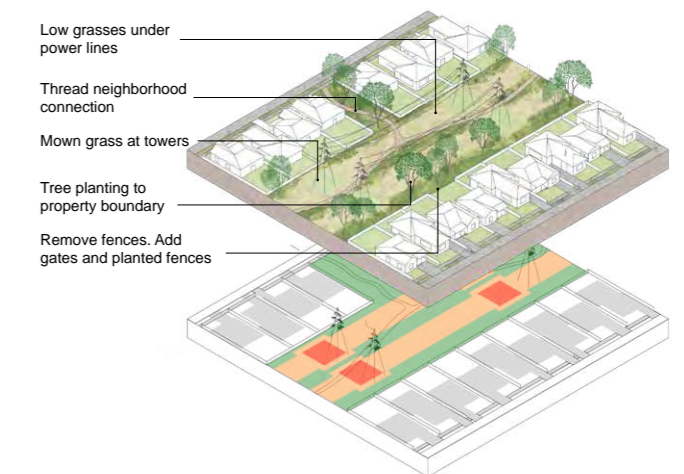 Low grasses under
power lines
Thread neighborhood
connection
Mown grass at towers
Tree planting to
property boundary
Remove fences. Add
gates and planted fences